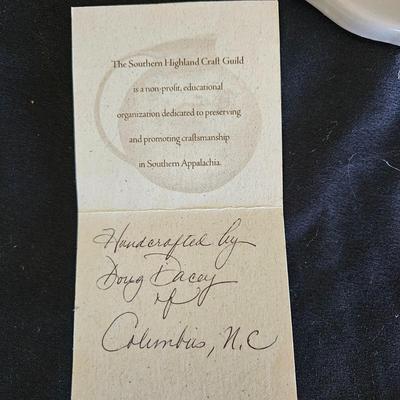 The Southern Highland Craft Guild
is a non-profit, educational
organization dedicated to preserving
and promoting craftsmanship
in Southern Appalachia.
Handcrafted by
Doug Dacey
of
Columbus, N.C